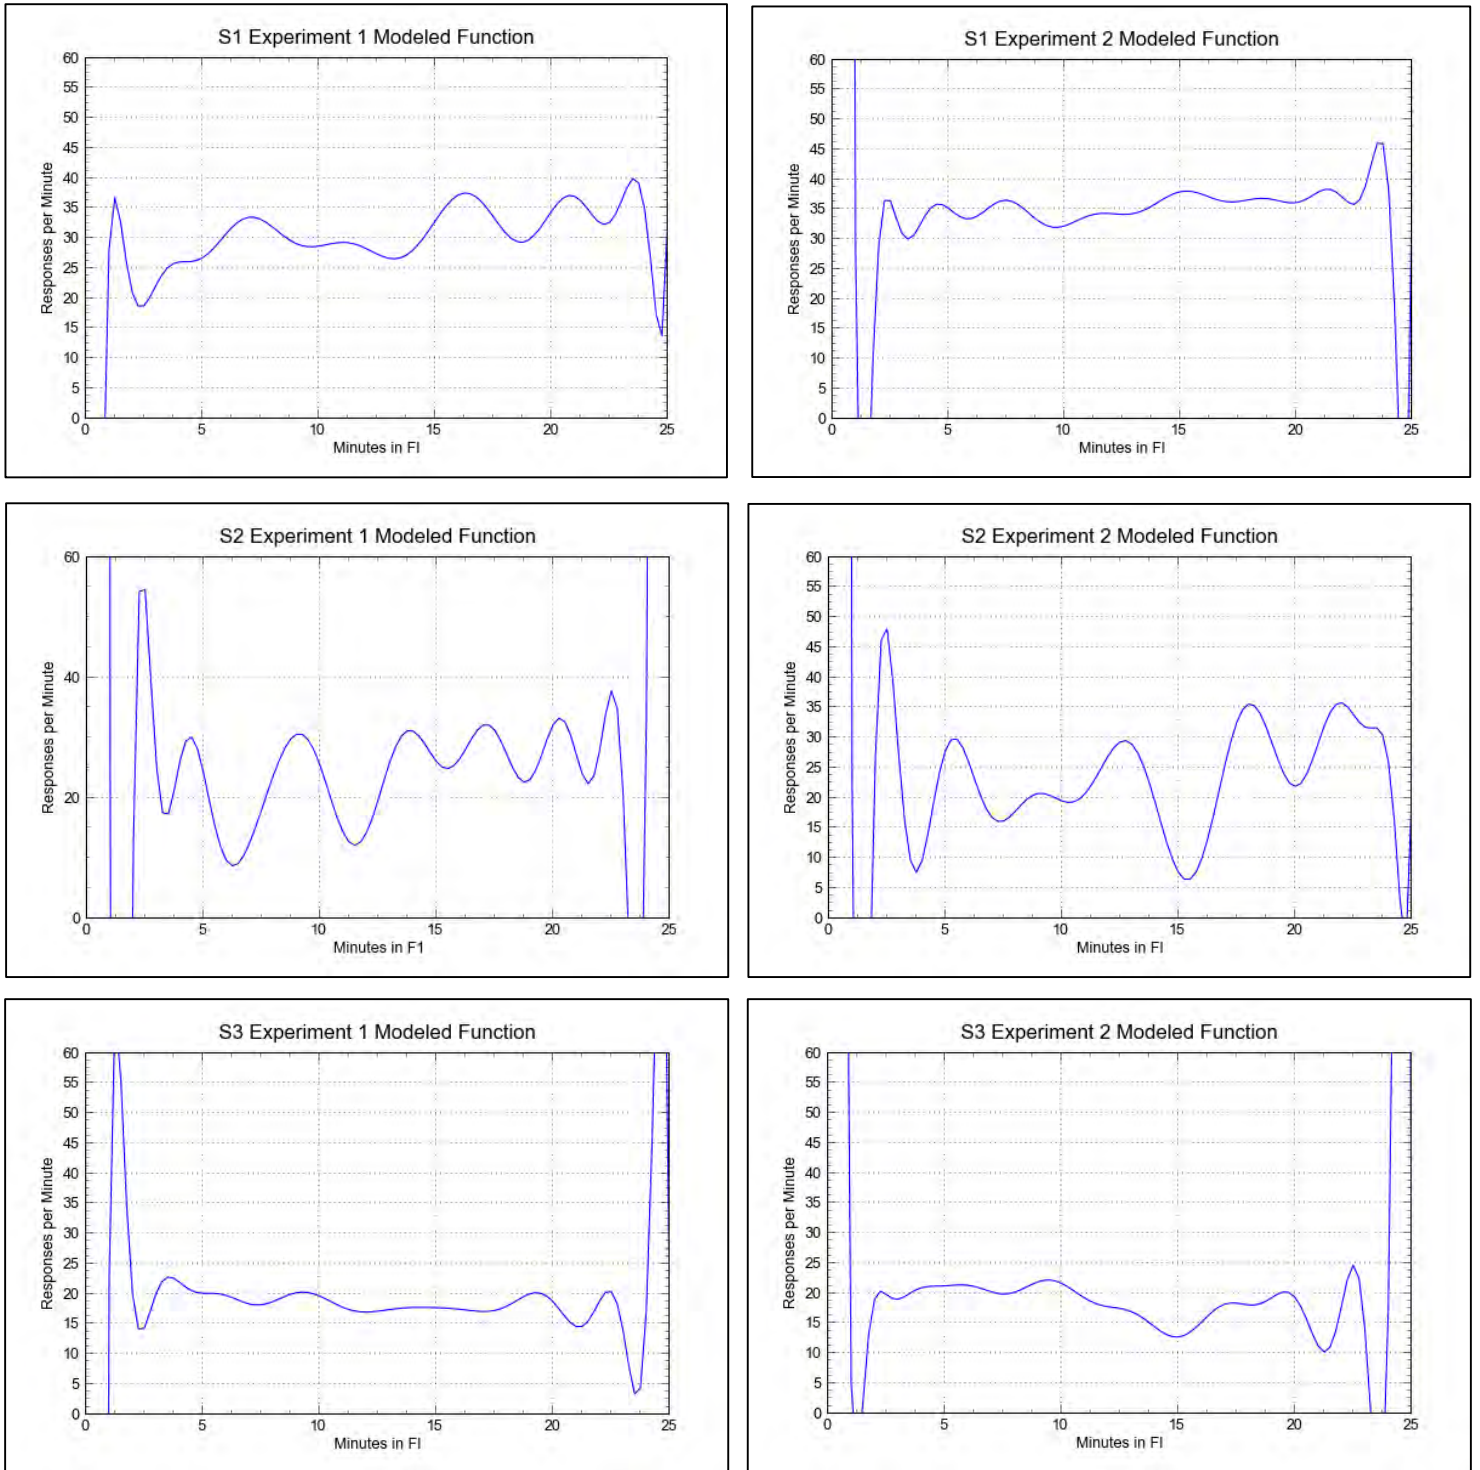 S1 Experiment 1 Modeled Function
60
55
50
45
40
35
30
25
20
15
10
5
0
Responses per Minute
0 5 10 15 20 25
Minutes in FI
S1 Experiment 2 Modeled Function
60
55
50
45
40
35
30
25
20
15
10
5
0
Responses per Minute
0 5 10 15 20 25
Minutes in FI
S2 Experiment 1 Modeled Function
60
40
20
0
Responses per Minute
0 5 10 15 20 25
Minutes in F1
S2 Experiment 2 Modeled Function
60
55
50
45
40
35
30
25
20
15
10
5
0
Responses per Minute
0 5 10 15 20 25
Minutes in FI
S3 Experiment 1 Modeled Function
60
55
50
45
40
35
30
25
20
15
10
5
0
Responses per Minute
0 5 10 15 20 25
Minutes in FI
S3 Experiment 2 Modeled Function
60
55
50
45
40
35
30
25
20
15
10
5
0
Responses per Minute
0 5 10 15 20 25
Minutes in FI